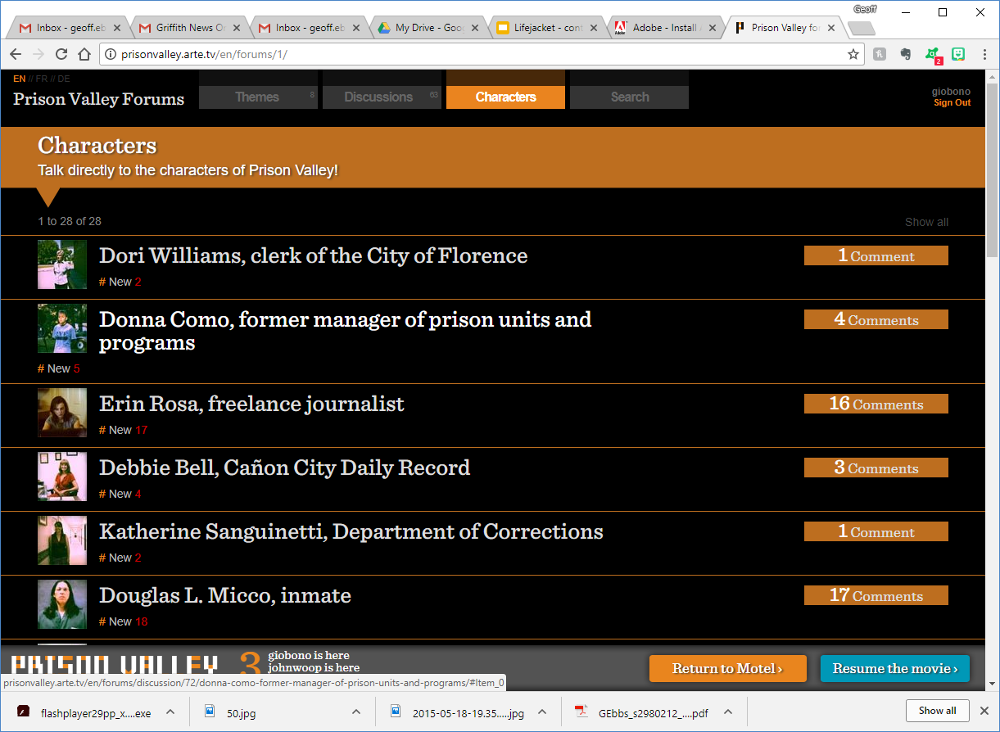 Geoff
Inbox - geoff.eb
Griffith News Or
Inbox - geoff.eb
My Drive - Goog
Lifejacket - cont
Adobe - Install A
Prison Valley for
prisonvalley.arte.tv/en/forums/1/
2
EN // FR // DE
Prison Valley Forums
Themes 8
Discussions 63
Characters
Search
giobono
Sign Out
Characters
Talk directly to the characters of Prison Valley!
1 to 28 of 28
Show all
Dori Williams, clerk of the City of Florence
1 Comment
# New 2
Donna Como, former manager of prison units and
programs
4 Comments
# New 5
Erin Rosa, freelance journalist
16 Comments
# New 17
Debbie Bell, Cañon City Daily Record
3 Comments
# New 4
Katherine Sanguinetti, Department of Corrections
1 Comment
# New 2
Douglas L. Micco, inmate
17 Comments
# New 18
PRISON VALLEY
3
giobono is here
johnwoop is here
Return to Motel ›
Resume the movie ›
prisonvalley.arte.tv/en/forums/discussion/72/donna-como-former-manager-of-prison-units-and-programs/#Item_0
flashplayer29pp_x....exe
50.jpg
2015-05-18-19.35.....jpg
GEbbs_s2980212_....pdf
Show all